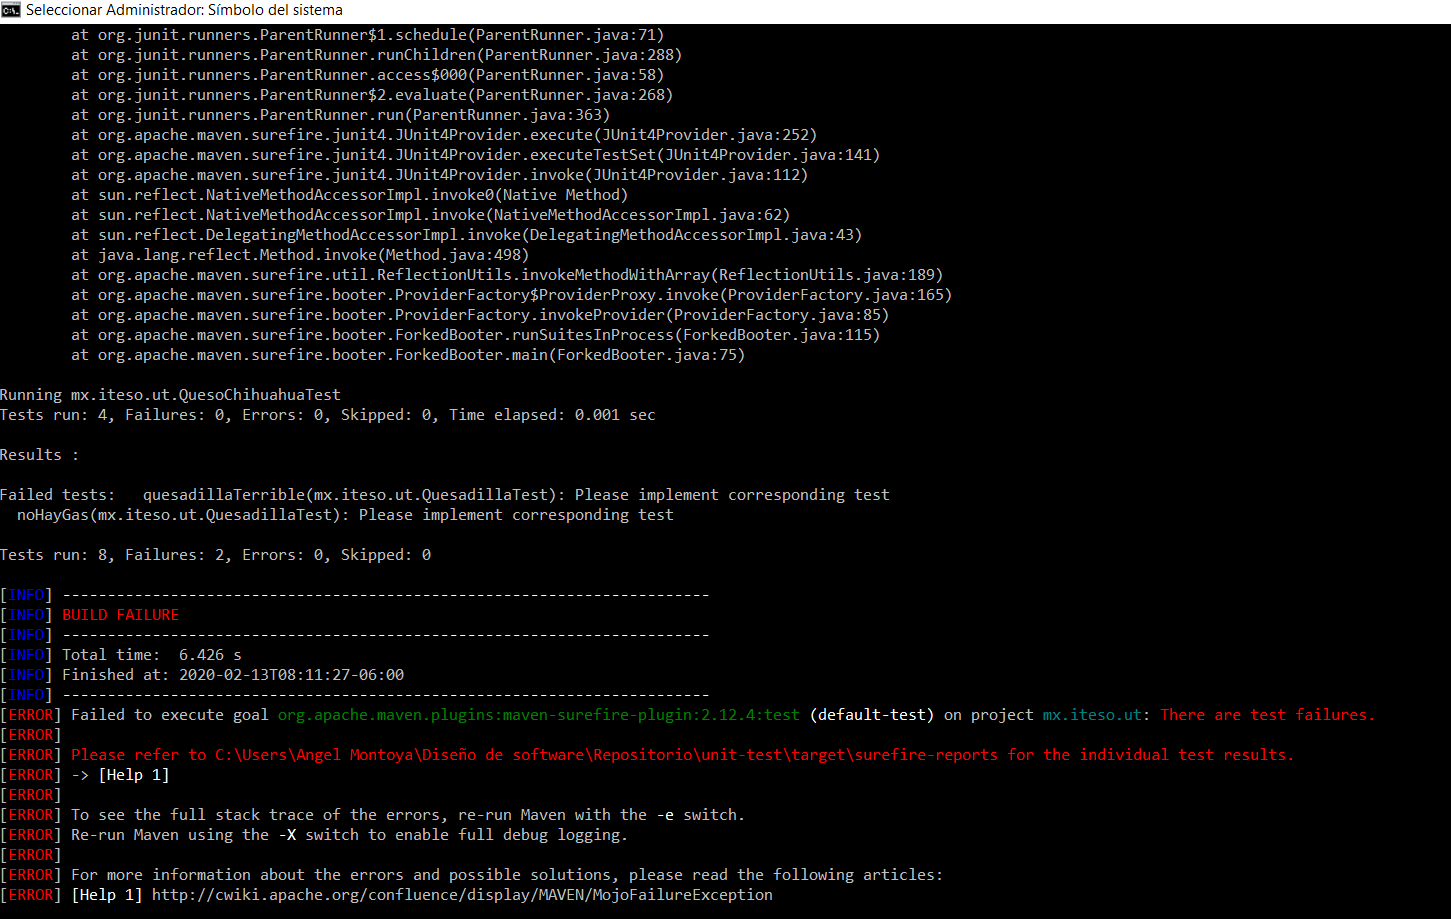 Seleccionar Administrador: Símbolo del sistema
at org.junit.runners.ParentRunner$1.schedule(ParentRunner.java:71)
at org.junit.runners.ParentRunner.runChildren(ParentRunner.java:288)
at org.junit.runners.ParentRunner.access$000(ParentRunner.java:58)
at org.junit.runners.ParentRunner$2.evaluate(ParentRunner.java:268)
at org.junit.runners.ParentRunner.run(ParentRunner.java:363)
at org.apache.maven.surefire.junit4.JUnit4Provider.execute(JUnit4Provider.java:252)
at org.apache.maven.surefire.junit4.JUnit4Provider.executeTestSet(JUnit4Provider.java:141)
at org.apache.maven.surefire.junit4.JUnit4Provider.invoke(JUnit4Provider.java:112)
at sun.reflect.NativeMethodAccessorImpl.invoke0(Native Method)
at sun.reflect.NativeMethodAccessorImpl.invoke(NativeMethodAccessorImpl.java:62)
at sun.reflect.DelegatingMethodAccessorImpl.invoke(DelegatingMethodAccessorImpl.java:43)
at java.lang.reflect.Method.invoke(Method.java:498)
at org.apache.maven.surefire.util.ReflectionUtils.invokeMethodWithArray(ReflectionUtils.java:189)
at org.apache.maven.surefire.booter.ProviderFactory$ProviderProxy.invoke(ProviderFactory.java:165)
at org.apache.maven.surefire.booter.ProviderFactory.invokeProvider(ProviderFactory.java:85)
at org.apache.maven.surefire.booter.ForkedBooter.runSuitesInProcess(ForkedBooter.java:115)
at org.apache.maven.surefire.booter.ForkedBooter.main(ForkedBooter.java:75)
Running mx.iteso.ut.QuesoChihuahuaTest
Tests run: 4, Failures: 0, Errors: 0, Skipped: 0, Time elapsed: 0.001 sec
Results :
Failed tests:   quesadillaTerrible(mx.iteso.ut.QuesadillaTest): Please implement corresponding test
noHayGas(mx.iteso.ut.QuesadillaTest): Please implement corresponding test
Tests run: 8, Failures: 2, Errors: 0, Skipped: 0
[INFO] ------------------------------------------------------------------------
[INFO] BUILD FAILURE
[INFO] ------------------------------------------------------------------------
[INFO] Total time:  6.426 s
[INFO] Finished at: 2020-02-13T08:11:27-06:00
[INFO] ------------------------------------------------------------------------
[ERROR] Failed to execute goal org.apache.maven.plugins:maven-surefire-plugin:2.12.4:test (default-test) on project mx.iteso.ut: There are test failures.
[ERROR]
[ERROR] Please refer to C:\Users\Angel Montoya\Diseño de software\Repositorio\unit-test\target\surefire-reports for the individual test results.
[ERROR] -> [Help 1]
[ERROR]
[ERROR] To see the full stack trace of the errors, re-run Maven with the -e switch.
[ERROR] Re-run Maven using the -X switch to enable full debug logging.
[ERROR]
[ERROR] For more information about the errors and possible solutions, please read the following articles:
[ERROR] [Help 1] http://cwiki.apache.org/confluence/display/MAVEN/MojoFailureException